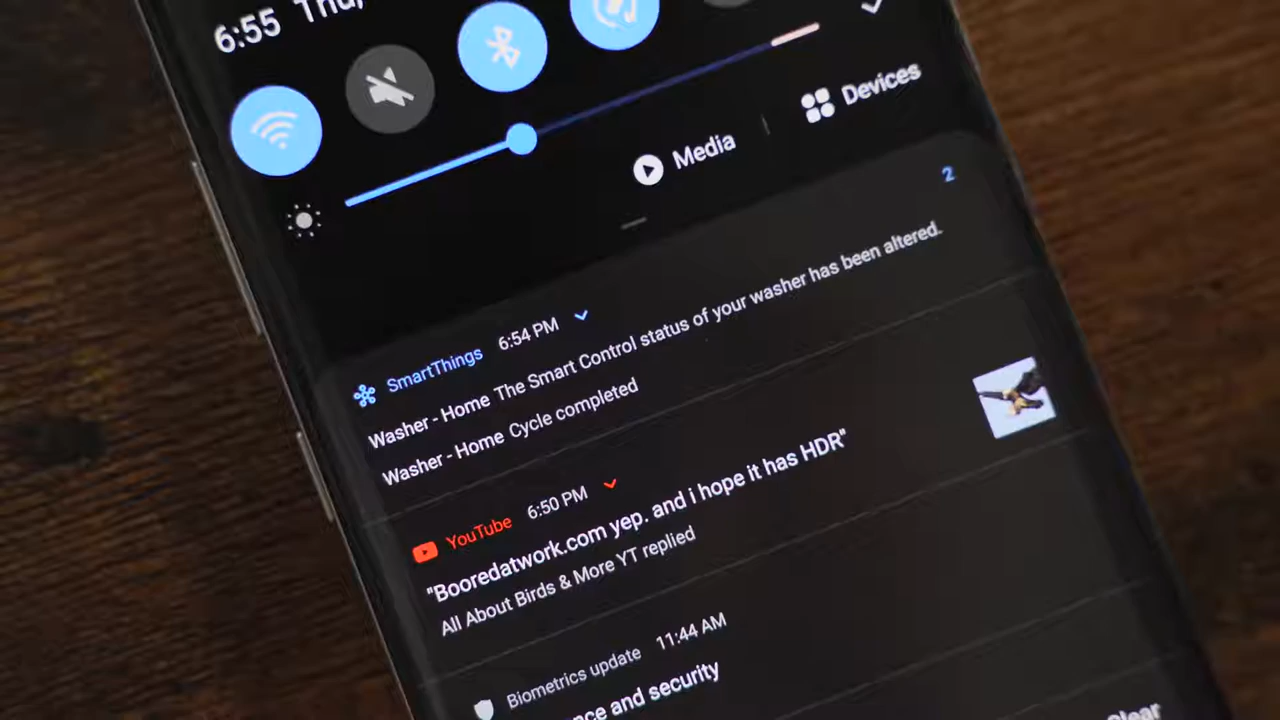 6:55 Thu,
Media
Devices
2
SmartThings 6:54 PM
Washer - Home The Smart Control status of your washer has been altered.
Washer - Home Cycle completed
YouTube 6:50 PM
"Booredatwork.com yep. and i hope it has HDR"
All About Birds & More YT replied
Biometrics update 11:44 AM
and security
Clear